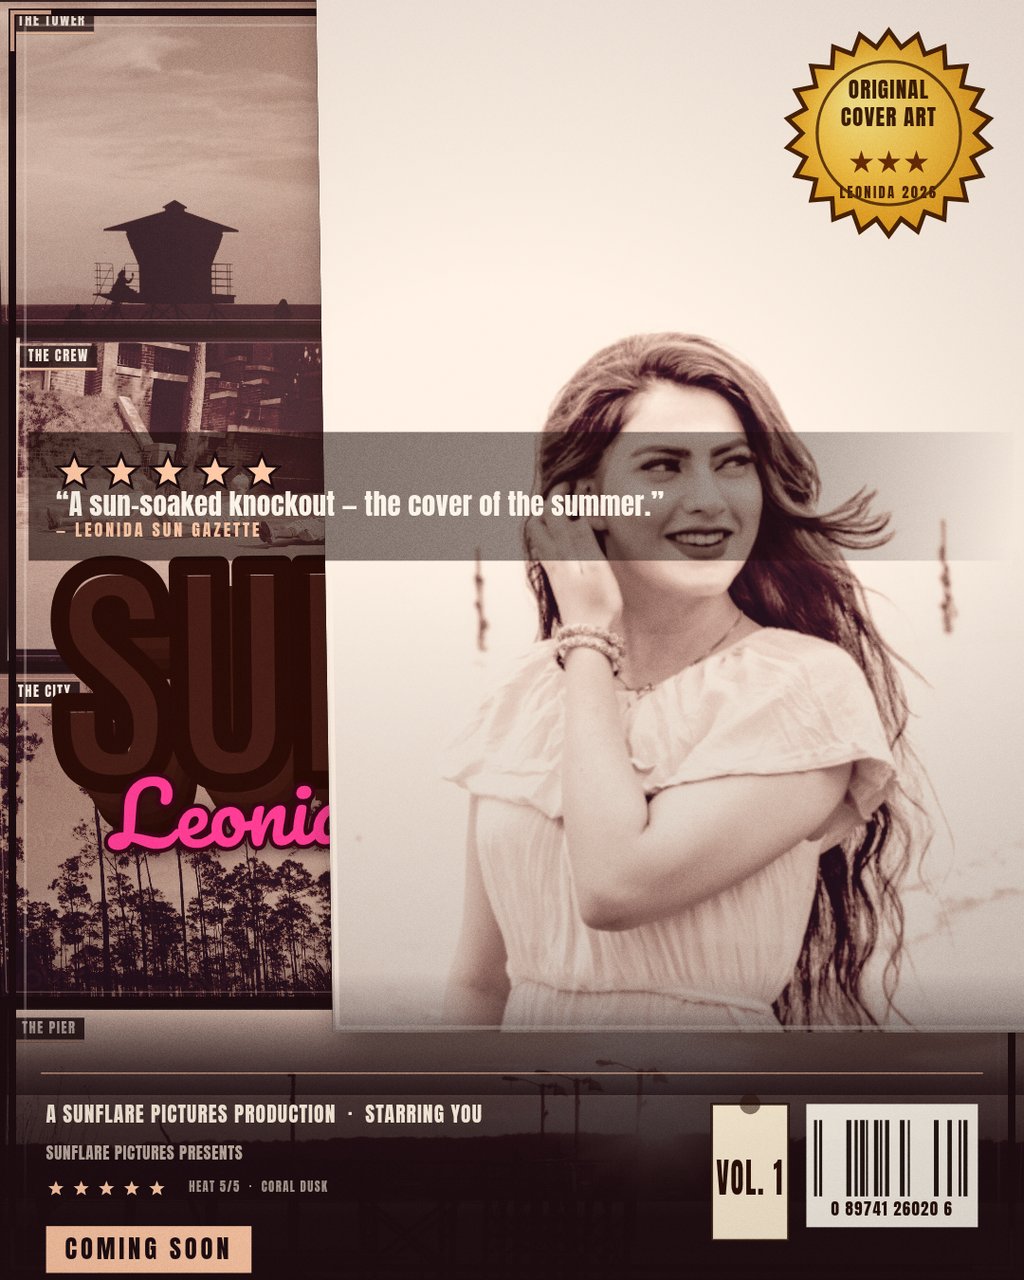 THE TOWER
ORIGINAL
COVER ART
★★★
LEONIDA 2026
THE CREW
★★★★★
“A sun-soaked knockout – the cover of the summer.”
– LEONIDA SUN GAZETTE
THE CITY
THE PIER
A SUNFLARE PICTURES PRODUCTION · STARRING YOU
SUNFLARE PICTURES PRESENTS
★★★★★ HEAT 5/5 · CORAL DUSK
COMING SOON
VOL. 1
0 89741 26020 6